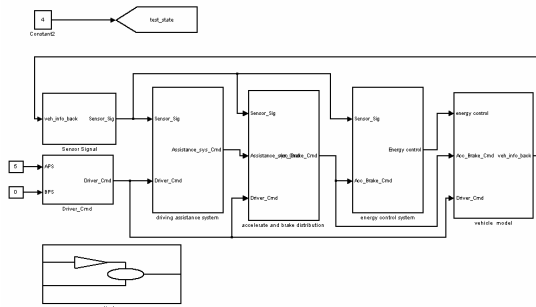 4
Constant2
test_state
veh_info_back
Sensor_Sig
Sensor Signal
5
APS
0
BPS
Driver_Cmd
Driver_Cmd
Sensor_Sig
Assistance_sys_Cmd
Driver_Cmd
driving assistance system
Sensor_Sig
Driver_Cmd
accelerate and brake distribution
Sensor_Sig
Energy control
Acc_Brake_Cmd
energy control system
energy control
Acc_Brake_Cmd
veh_info_back
Driver_Cmd
vehicle model